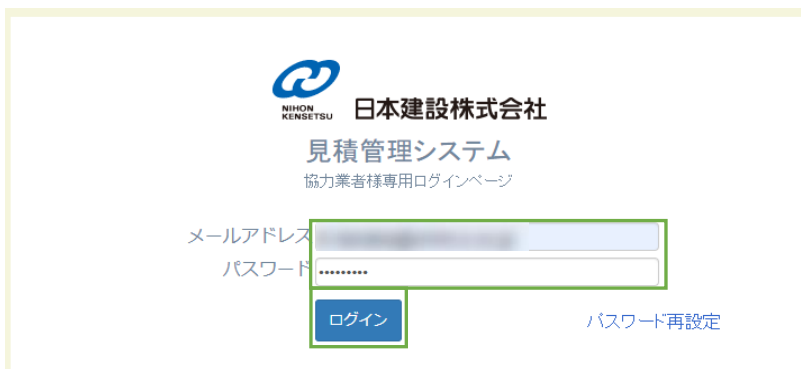 NIHON
KENSETSU 日本建設株式会社
見積管理システム
協力業者様専用ログインページ
メールアドレス
パスワード •••••••••
ログイン パスワード再設定